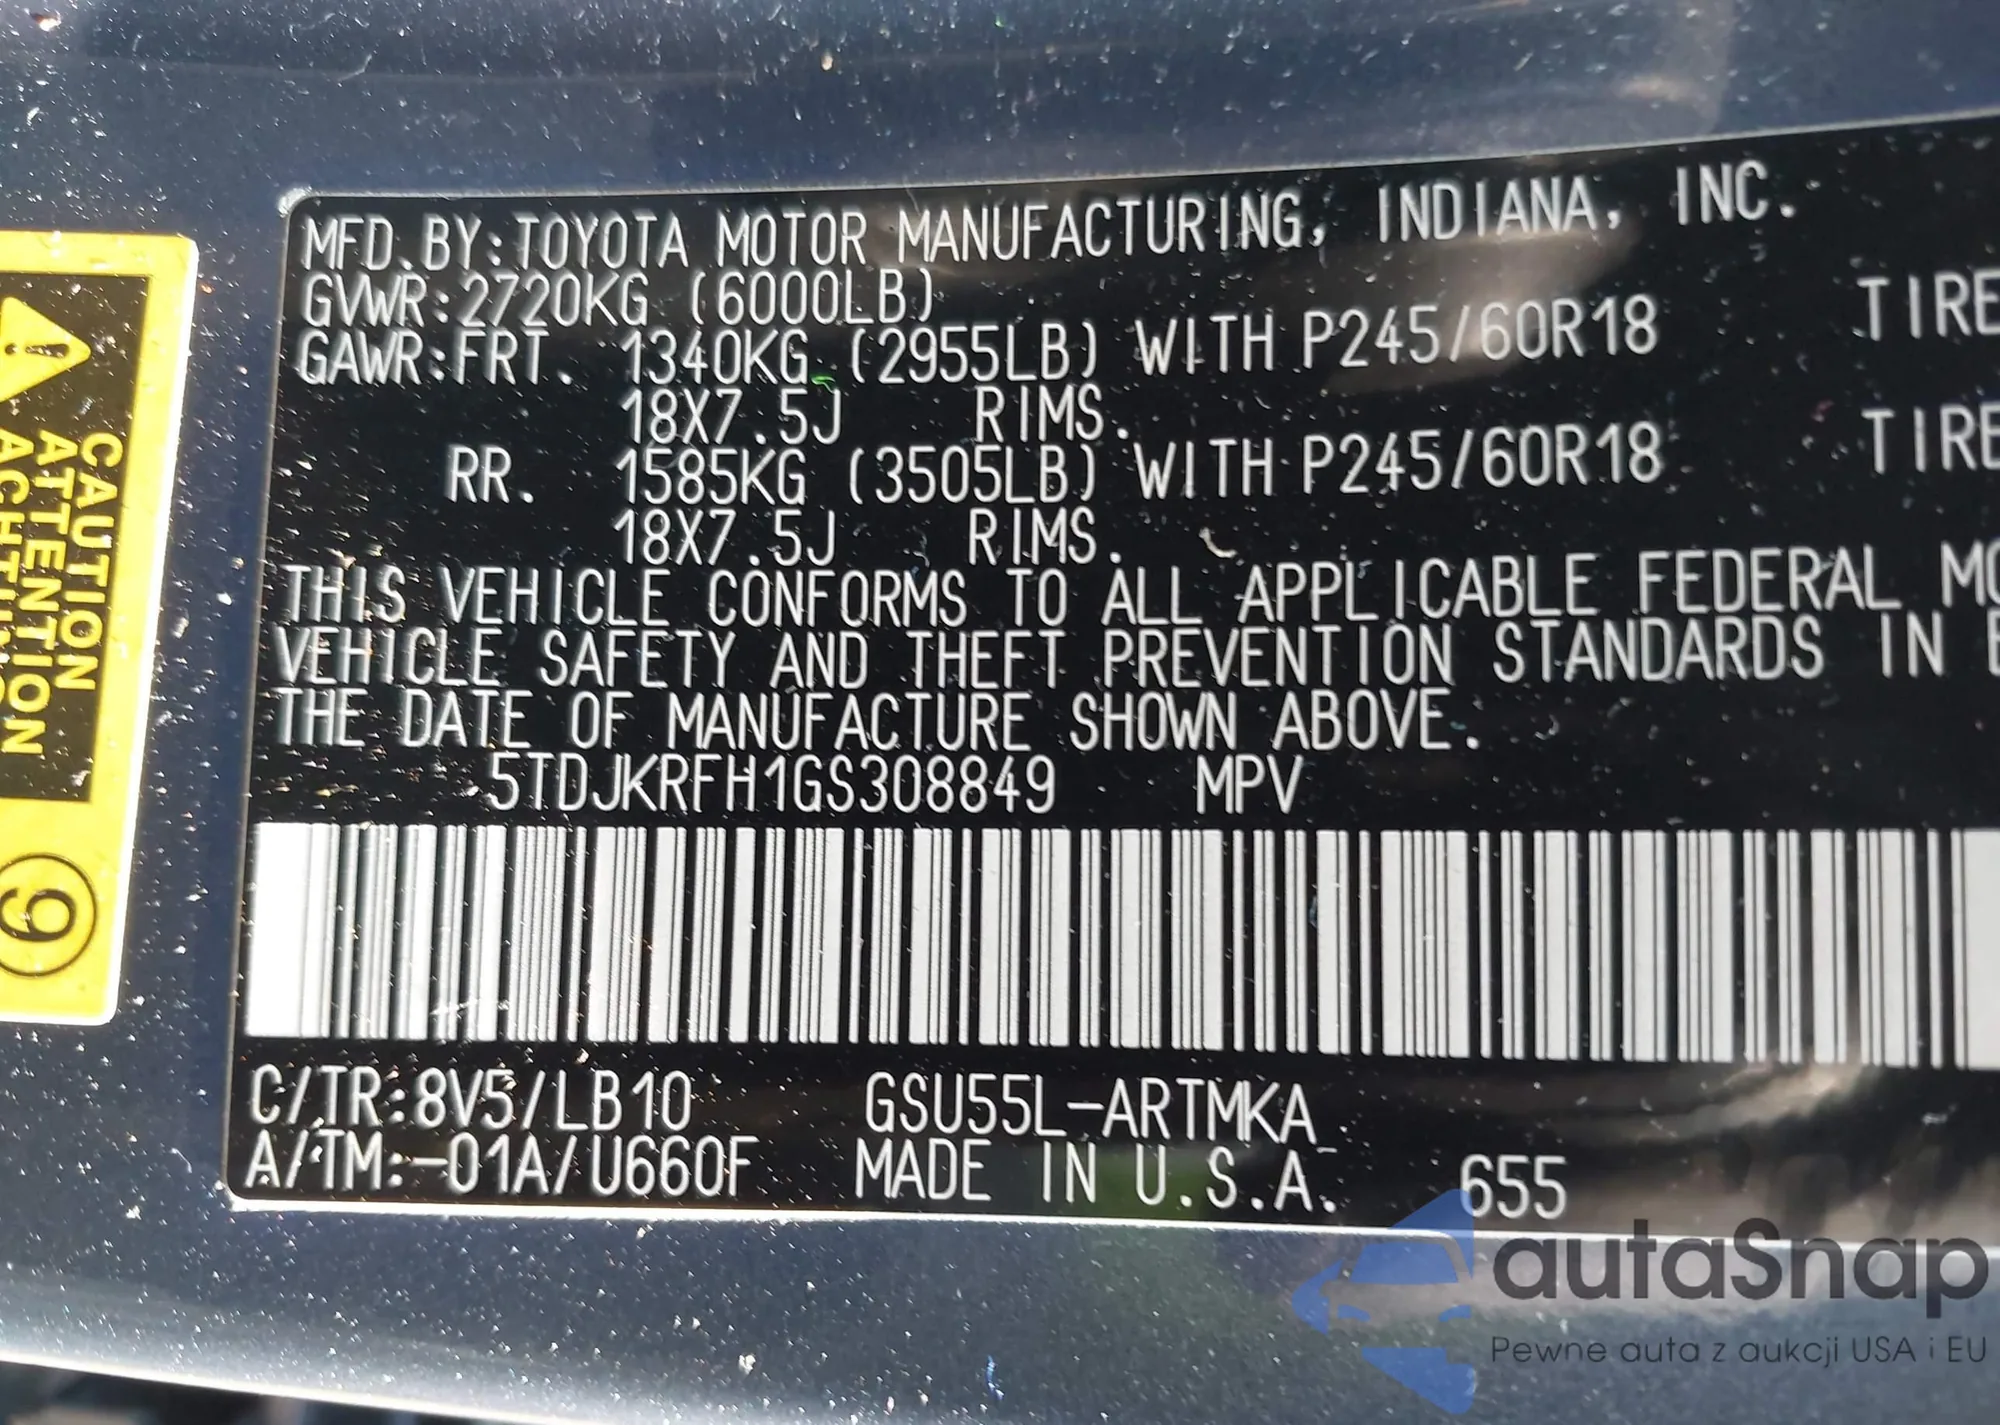 MFD.BY:TOYOTA MOTOR MANUFACTURING, INDIANA, INC.
GVWR:2720KG (6000LB)
GAWR:FRT. 1340KG (2955LB) WITH P245/60R18 TIRE
18X7.5J RIMS.
RR. 1585KG (3505LB) WITH P245/60R18 TIRE
18X7.5J RIMS.
THIS VEHICLE CONFORMS TO ALL APPLICABLE FEDERAL MO
VEHICLE SAFETY AND THEFT PREVENTION STANDARDS IN E
THE DATE OF MANUFACTURE SHOWN ABOVE.
5TDJKRFH1GS308849 MPV
C/TR:8V5/LB10 GSU55L-ARTMKA
A/TM:-01A/U660F MADE IN U.S.A. 655
CAUTION
ATTENTION
ACHTUNG
9
autaSnap
Pewne auta z aukcji USA i EU